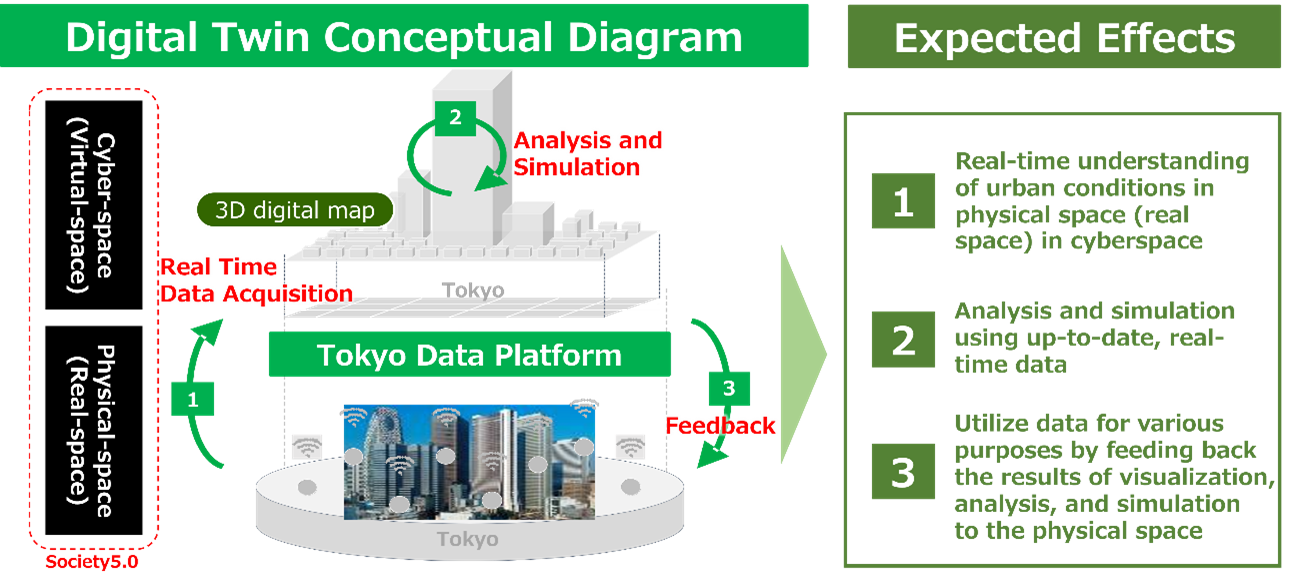 Digital Twin Conceptual Diagram
Cyber-space
(Virtual-space)
Physical-space
(Real-space)
Society5.0
2
Analysis and
Simulation
3D digital map
Real Time
Data Acquisition
Tokyo
Tokyo Data Platform
1
3
Feedback
Tokyo
Expected Effects
1
Real-time understanding
of urban conditions in
physical space (real
space) in cyberspace
2
Analysis and simulation
using up-to-date, real-
time data
3
Utilize data for various
purposes by feeding back
the results of visualization,
analysis, and simulation
to the physical space